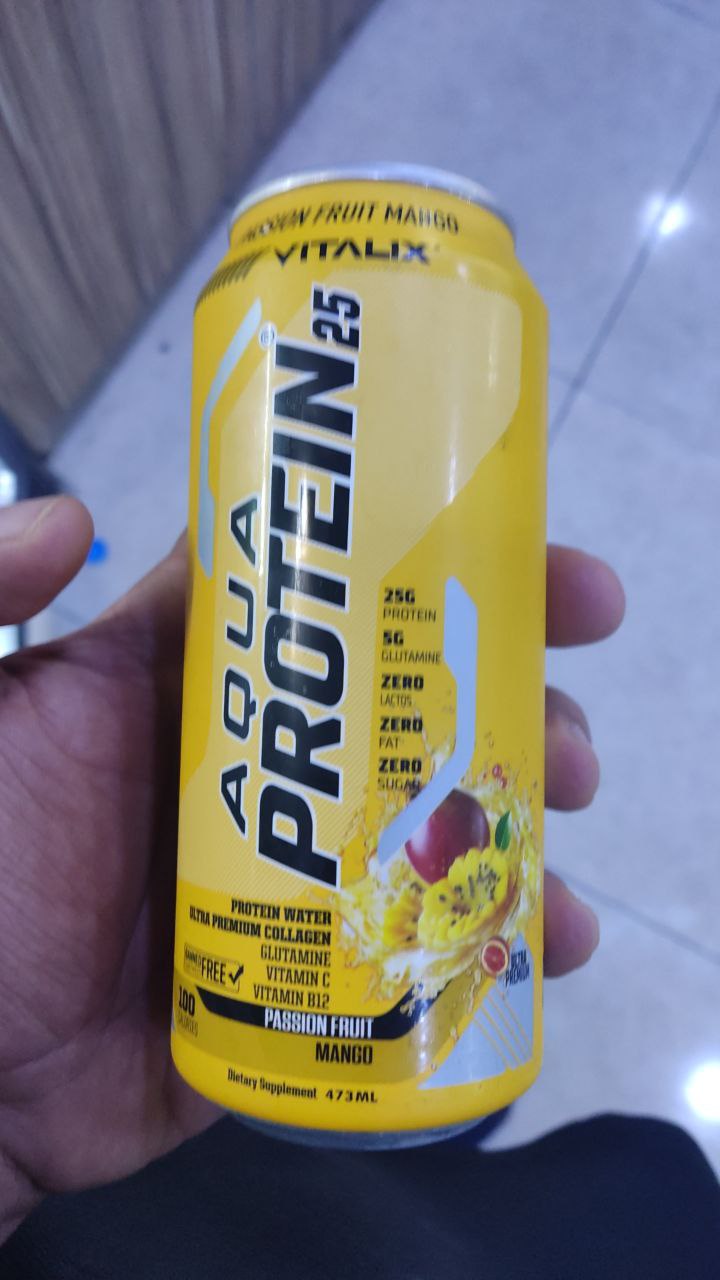 PASSION FRUIT MANGO
VITALIX
AQUA
PROTEIN 25
®
25G
PROTEIN
5G
GLUTAMINE
ZERO
LACTOS
ZERO
FAT
ZERO
SUGAR
PROTEIN WATER
ULTRA PREMIUM COLLAGEN
GLUTAMINE
VITAMIN C
VITAMIN B12
FREE
100
CALORIES
PASSION FRUIT
MANGO
ULTRA
PREMIUM
Dietary Supplement 473ML